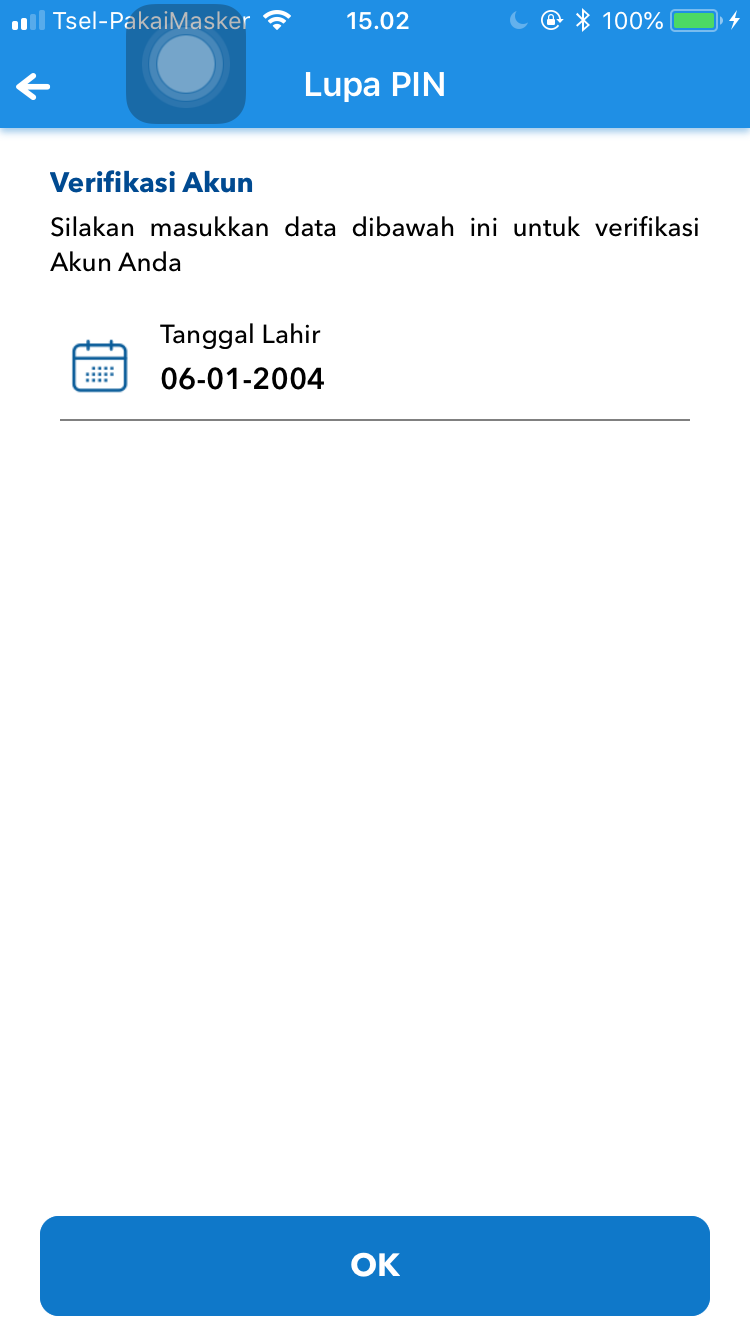 Tsel-PakaiMasker 15.02 100%
Lupa PIN
Verifikasi Akun
Silakan masukkan data dibawah ini untuk verifikasi
Akun Anda
Tanggal Lahir
06-01-2004
OK